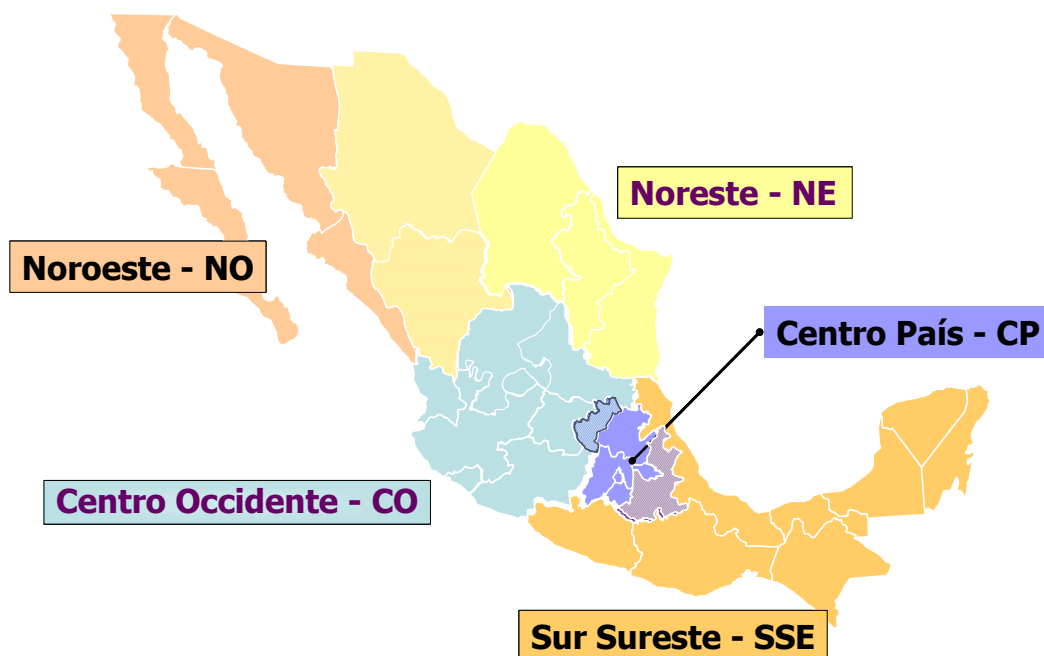 Noreste - NE
Noroeste - NO
Centro País - CP
Centro Occidente - CO
Sur Sureste - SSE